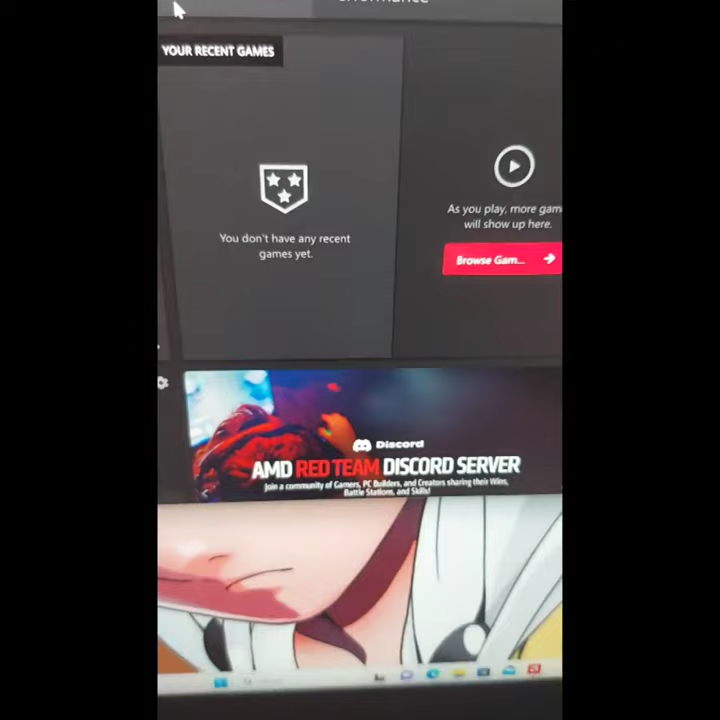 YOUR RECENT GAMES
You don't have any recent
games yet.
As you play, more gam
will show up here.
Browse Gam...
Discord
AMD RED TEAM DISCORD SERVER
Join a community of Gamers, PC Builders, and Creators sharing their Wins,
Battle Stations, and Skills!